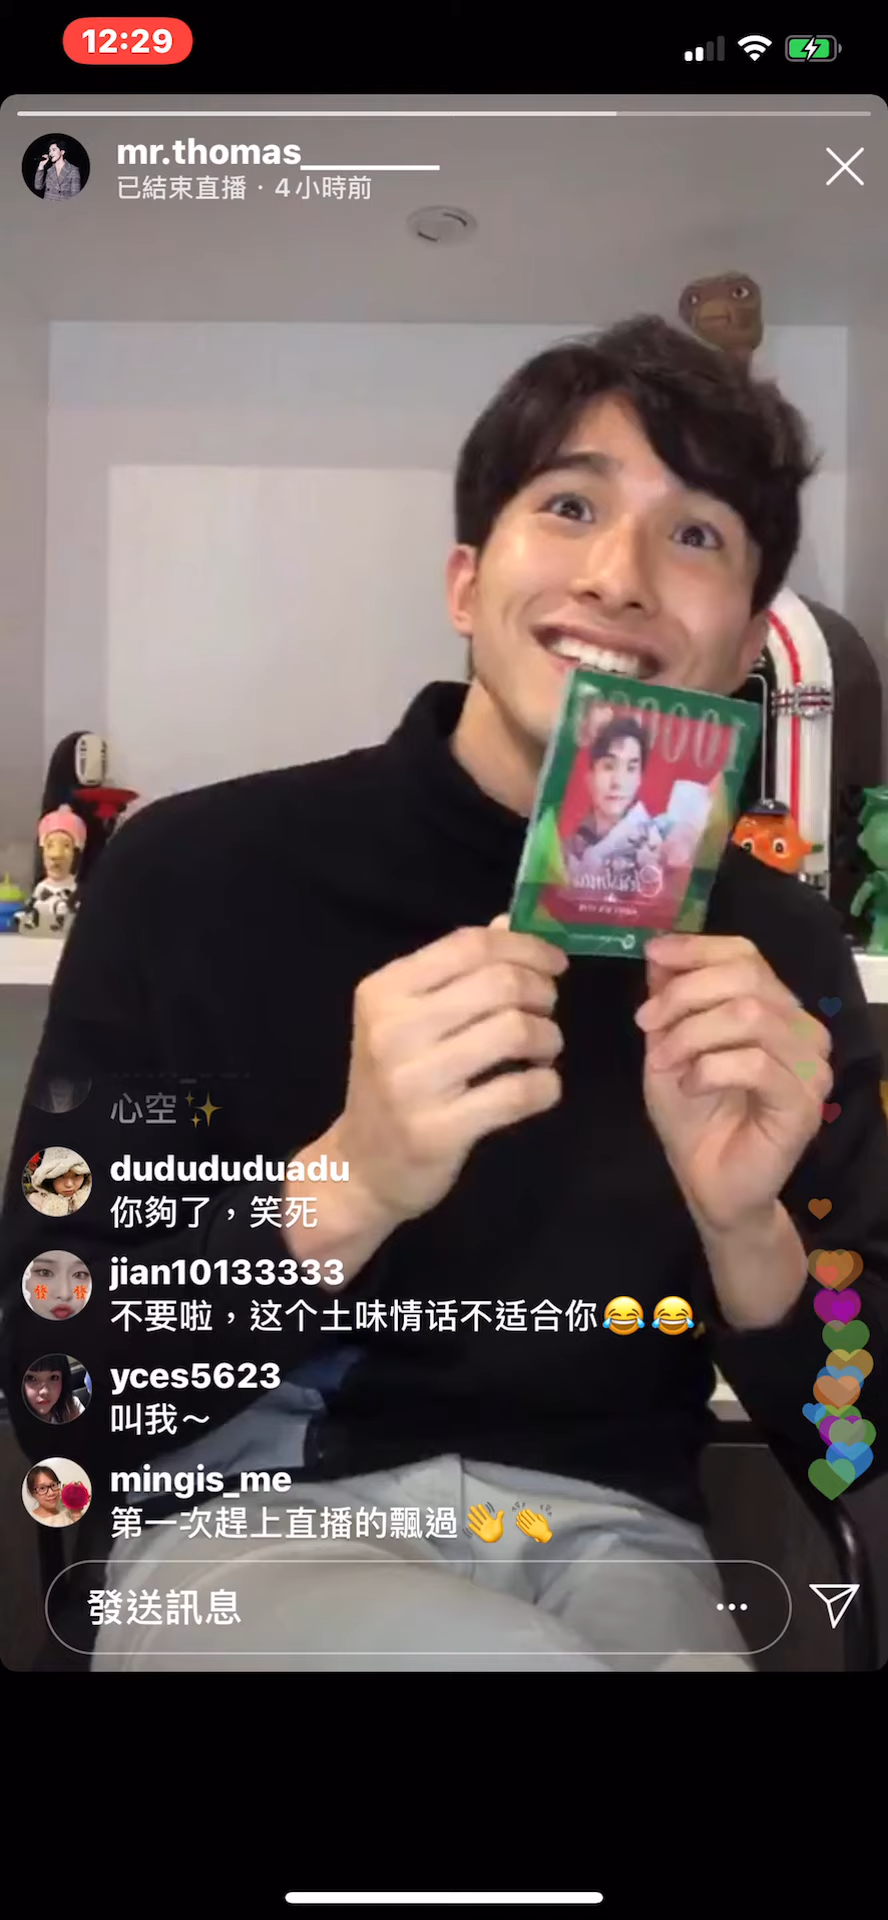 12:29
mr.thomas_______
已結束直播 · 4小時前
100000
Christmas
心空✨
dudududuadu
你夠了，笑死
jian10133333
不要啦，这个土味情话不适合你😂😂
yces5623
叫我～
mingis_me
第一次趕上直播的飄過👋👏
發送訊息